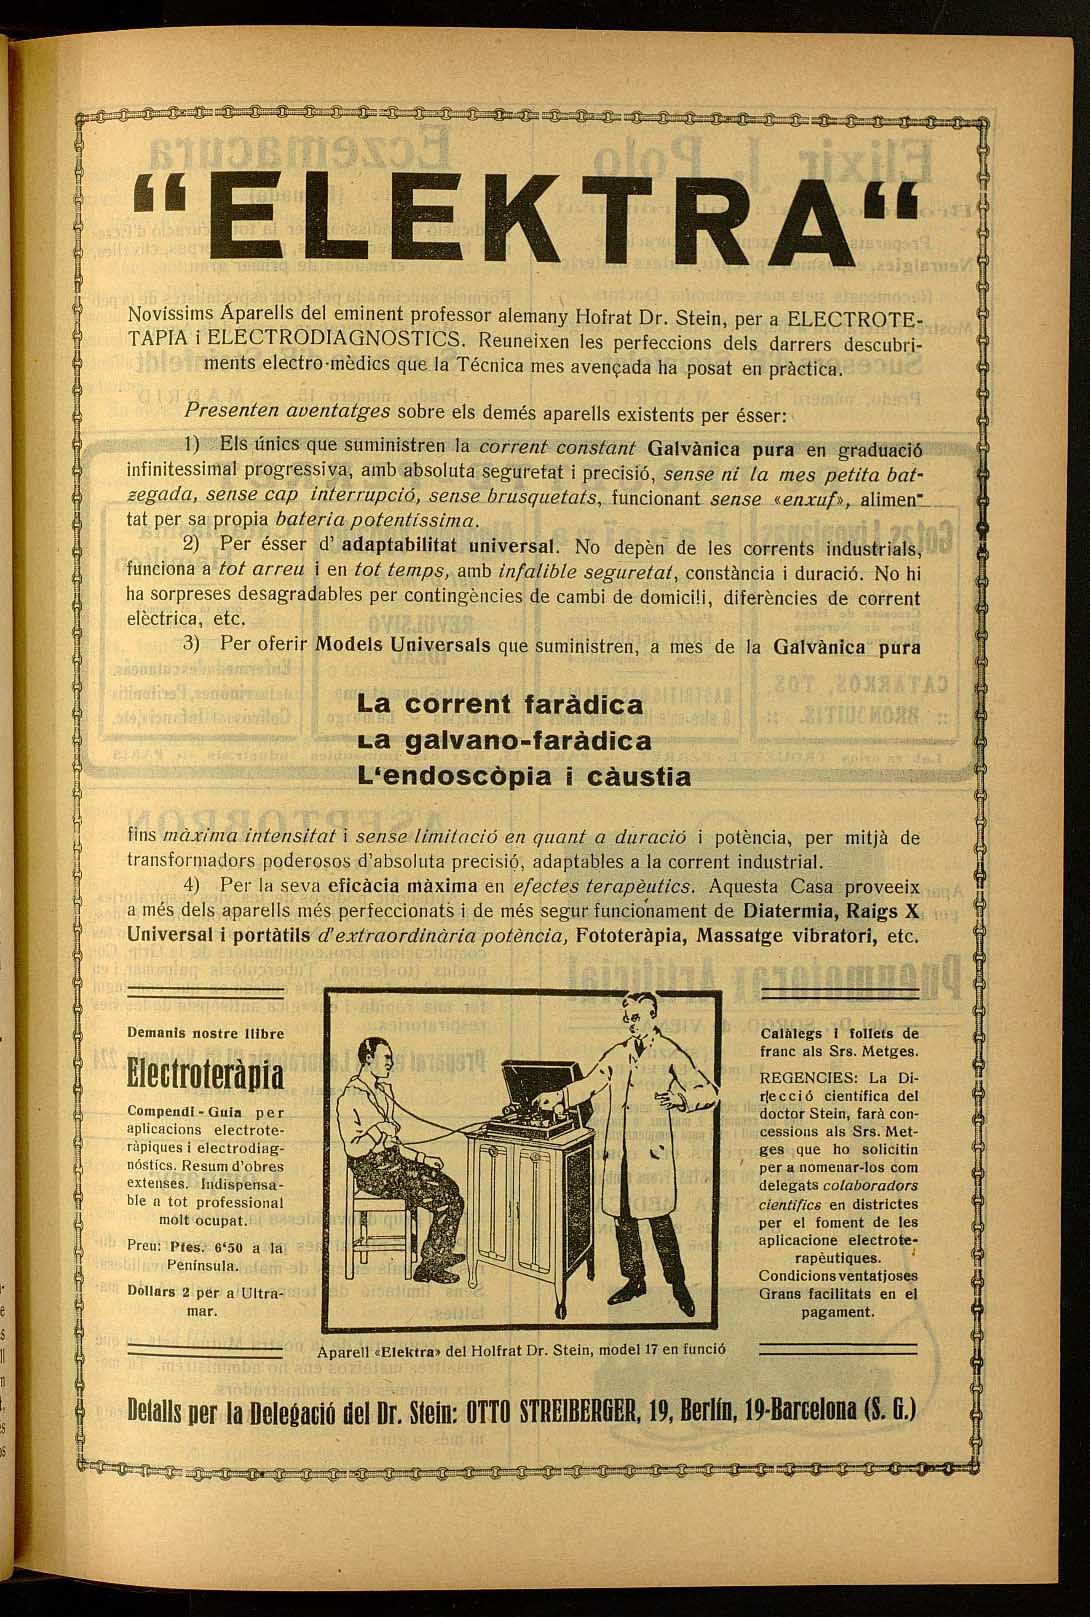 “ELEKTRA“
Novíssims Aparells del eminent professor alemany Hofrat Dr. Stein, per a ELECTROTE-
TAPIA i ELECTRODIAGNOSTICS. Reuneixen les perfeccions dels darrers descubri-
ments electro-mèdics que la Técnica mes avençada ha posat en pràctica.
Presenten aventatges sobre els demés aparells existents per ésser:
1) Els únics que suministren la corrent constant Galvànica pura en graduació
infinitessimal progressiva, amb absoluta seguretat i precisió, sense ni la mes petita bat-
zegada, sense cap interrupció, sense brusquetats, funcionant sense «enxuf», alimen-
tat per sa propia bateria potentíssima.
2) Per ésser d' adaptabilitat universal. No depèn de les corrents industrials,
funciona a tot arreu i en tot temps, amb infalible seguretat, constància i duració. No hi
ha sorpreses desagradables per contingències de cambi de domicili, diferències de corrent
elèctrica, etc.
3) Per oferir Models Universals que suministren, a mes de la Galvànica pura
La corrent faràdica
La galvano-faràdica
L‘endoscòpia i càustia
fins màxima intensitat i sense limitació en quant a duració i potència, per mitjà de
transformadors poderosos d'absoluta precisió, adaptables a la corrent industrial.
4) Per la seva eficàcia màxima en efectes terapèutics. Aquesta Casa proveeix
a més dels aparells més perfeccionats i de més segur funcionament de Diatermia, Raigs X
Universal i portàtils d'extraordinària potència, Fototeràpia, Massatge vibratori, etc.
Demanis nostre llibre
Electroteràpia
Compendi - Guia per
aplicacions electrote-
ràpiques i electrodiag-
nóstics. Resum d'obres
extenses. Indispensa-
ble a tot professional
molt ocupat.
Preu: Ptes. 6‘50 a la
Península.
Dollars 2 per a Ultra-
mar.
Aparell «Elektra» del Holfrat Dr. Stein, model 17 en funció
Catàlegs i follets de
franc als Srs. Metges.
REGENCIES: La Di-
recció científica del
doctor Stein, farà con-
cessions als Srs. Met-
ges que ho solicitin
per a nomenar-los com
delegats colaboradors
científics en districtes
per el foment de les
aplicacione electrote-
rapèutiques.
Condicions ventatjoses
Grans facilitats en el
pagament.
Detalls per la Delegació del Dr. Stein: OTTO STREIBERGER, 19, Berlín, 19-Barcelona (S. G.)